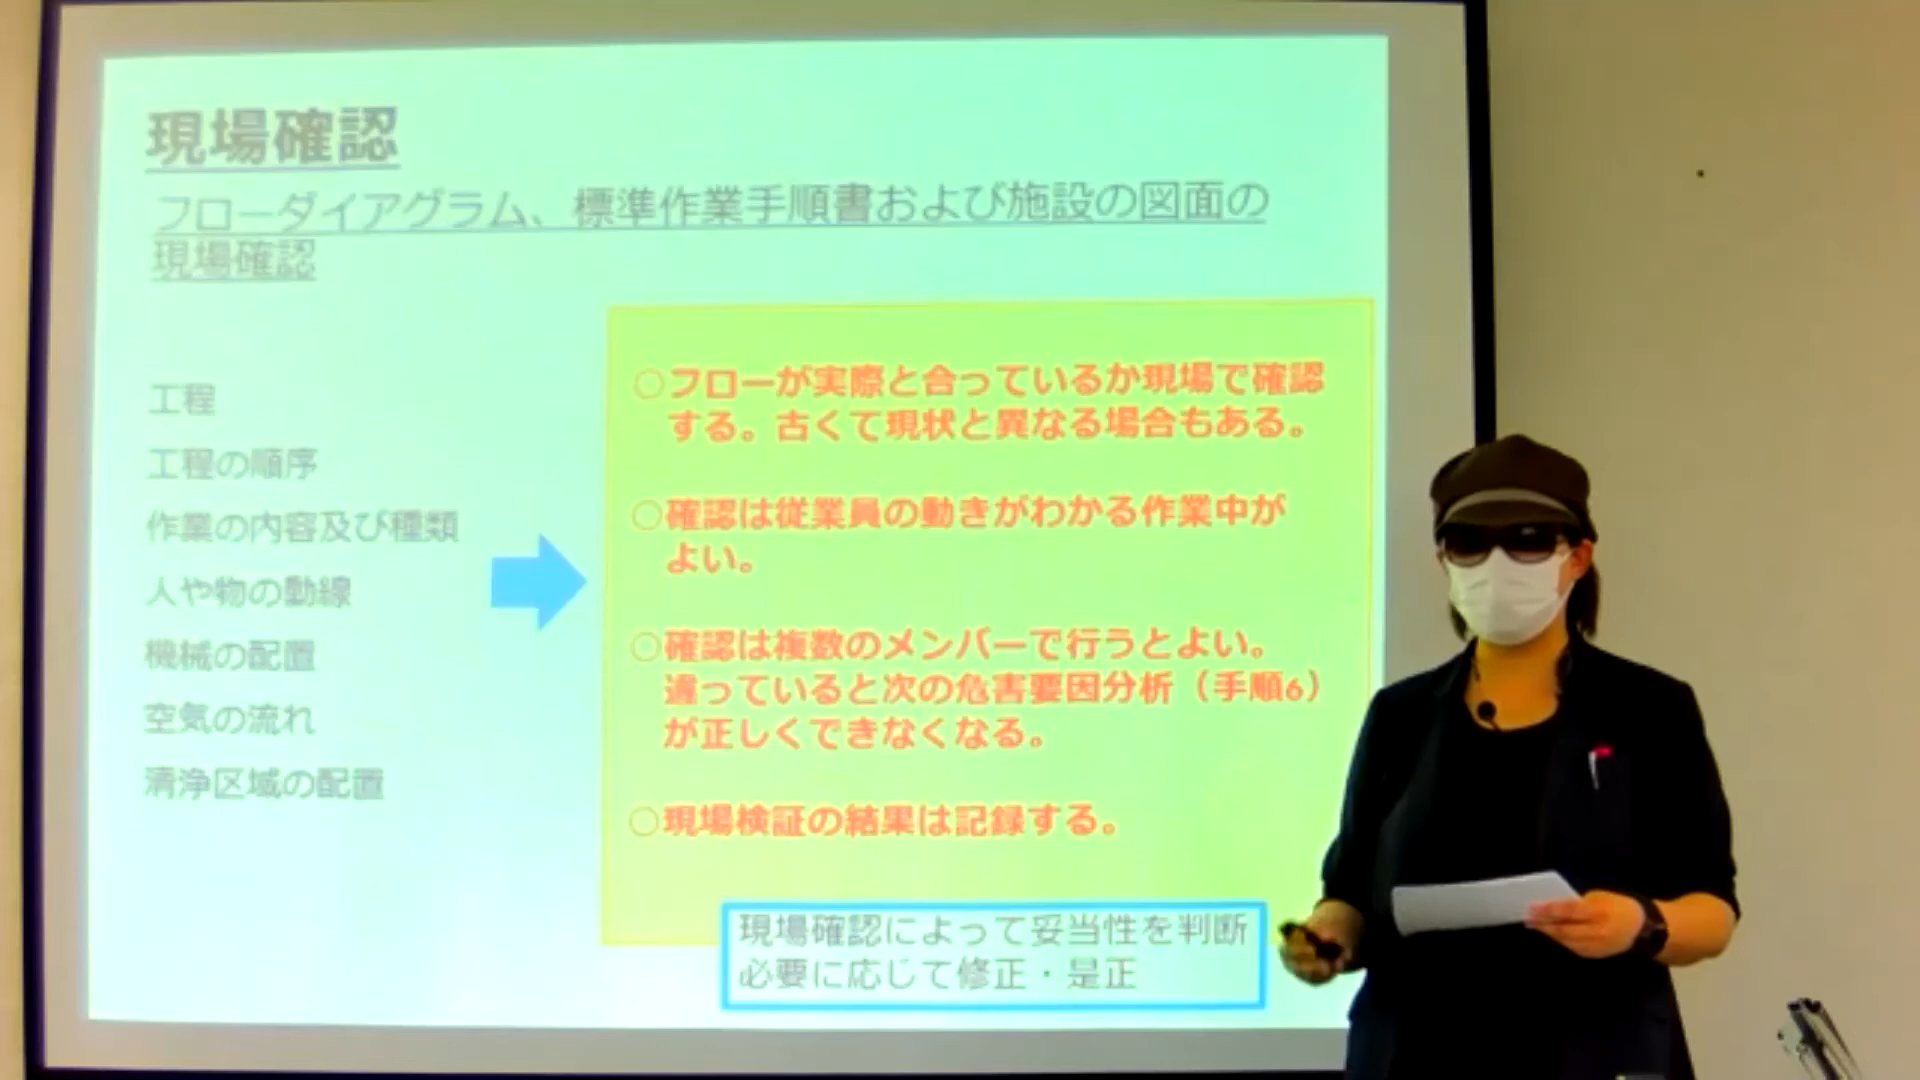 現場確認
フローダイアグラム、標準作業手順書および施設の図面の
現場確認
工程
工程の順序
作業の内容及び種類
人や物の動線
機械の配置
空気の流れ
清浄区域の配置
○フローが実際と合っているか現場で確認
する。古くて現状と異なる場合もある。
○確認は従業員の動きがわかる作業中が
よい。
○確認は複数のメンバーで行うとよい。
違っていると次の危害要因分析（手順6）
が正しくできなくなる。
○現場検証の結果は記録する。
現場確認によって妥当性を判断
必要に応じて修正・是正